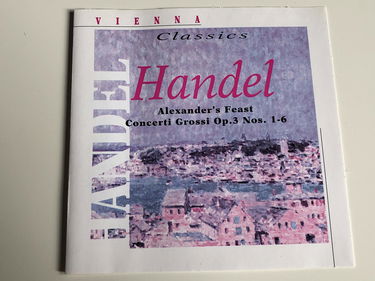 VIENNA
Classics
HANDEL
Handel
Alexander's Feast
Concerti Grossi Op.3 Nos. 1-6